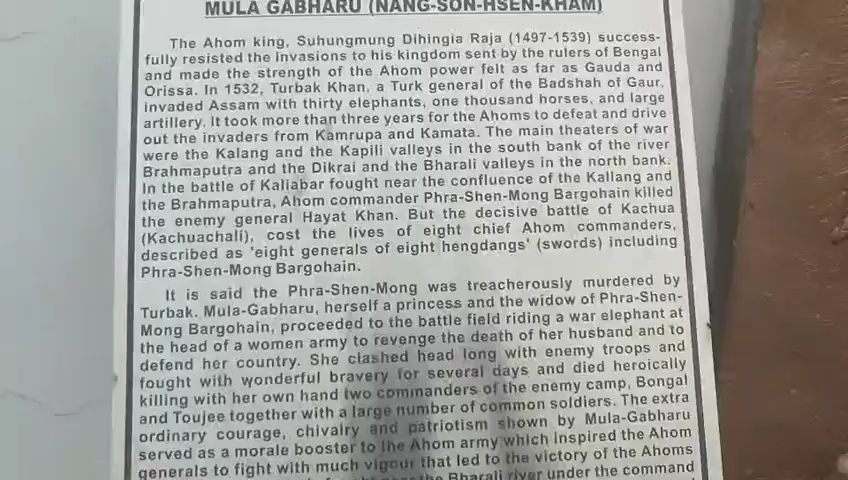 MULA GABHARU (NANG-SON-HSEN-KHAM)
The Ahom king, Suhungmung Dihingia Raja (1497-1539) success-
fully resisted the invasions to his kingdom sent by the rulers of Bengal
and made the strength of the Ahom power felt as far as Gauda and
Orissa. In 1532, Turbak Khan, a Turk general of the Badshah of Gaur,
invaded Assam with thirty elephants, one thousand horses, and large
artillery. It took more than three years for the Ahoms to defeat and drive
out the invaders from Kamrupa and Kamata. The main theaters of war
were the Kalang and the Kapili valleys in the south bank of the river
Brahmaputra and the Dikrai and the Bharali valleys in the north bank.
In the battle of Kaliabar fought near the confluence of the Kallang and
the Brahmaputra, Ahom commander Phra-Shen-Mong Bargohain killed
the enemy general Hayat Khan. But the decisive battle of Kachua
(Kachuachali), cost the lives of eight chief Ahom commanders,
described as 'eight generals of eight hengdangs' (swords) including
Phra-Shen-Mong Bargohain.
It is said the Phra-Shen-Mong was treacherously murdered by
Turbak. Mula-Gabharu, herself a princess and the widow of Phra-Shen-
Mong Bargohain, proceeded to the battle field riding a war elephant at
the head of a women army to revenge the death of her husband and to
defend her country. She clashed head long with enemy troops and
fought with wonderful bravery for several days and died heroically
killing with her own hand two commanders of the enemy camp, Bongal
and Toujee together with a large number of common soldiers. The extra
ordinary courage, chivalry and patriotism shown by Mula-Gabharu
served as a morale booster to the Ahom army which inspired the Ahom
generals to fight with much vigour that led to the victory of the Ahoms
the Bharali river under the command